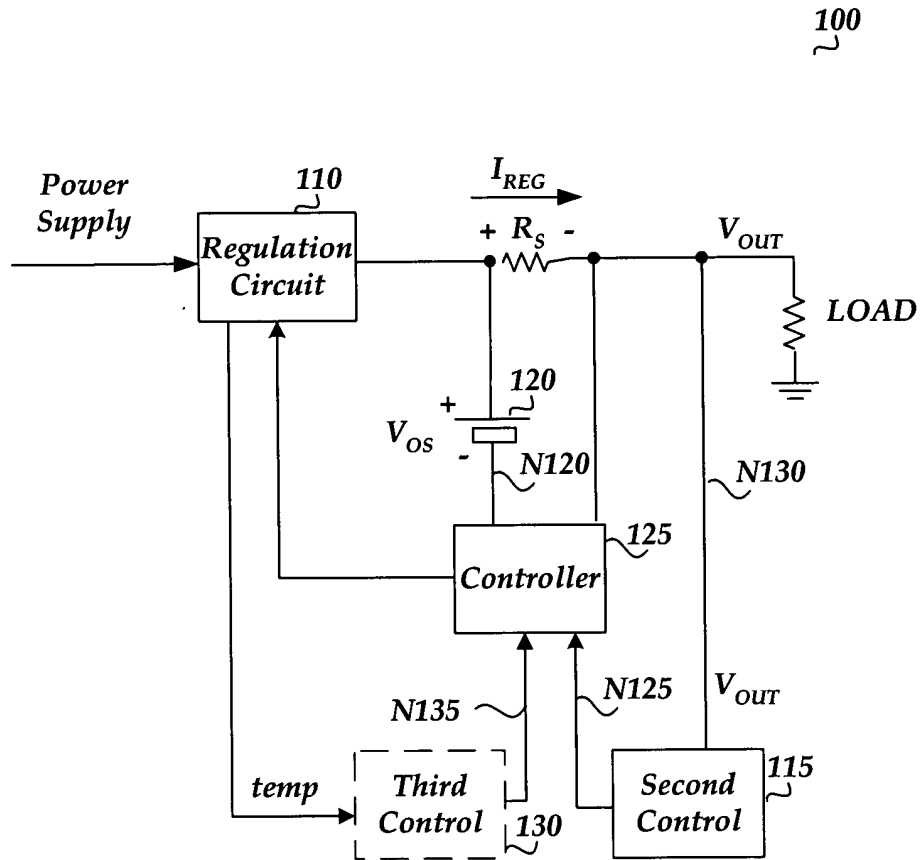 100
Power
Supply
110
Regulation
Circuit
I_REG
+ R_S -
V_OUT
LOAD
+
120
V_OS
-
N120
N130
125
Controller
N135
N125
V_OUT
temp
Third
Control
130
Second
Control
115